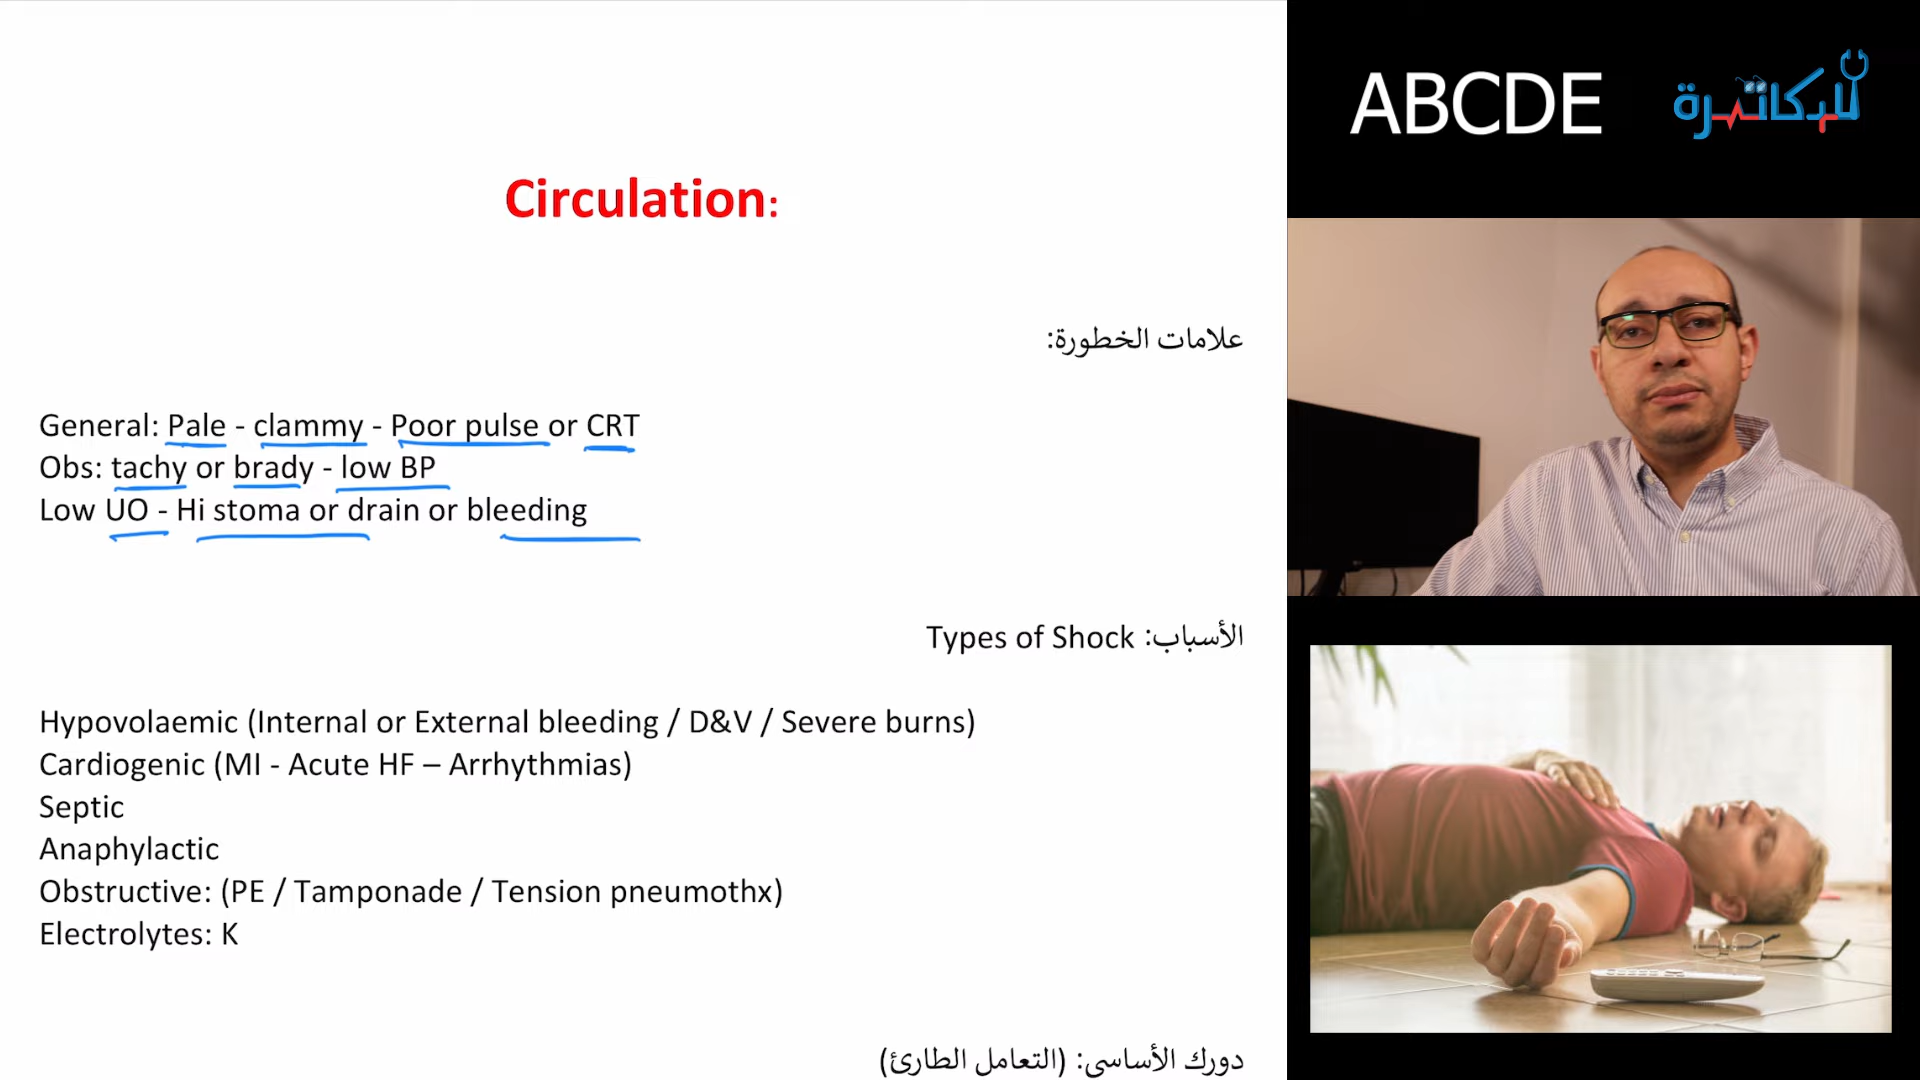 Circulation:
علامات الخطورة:
General: Pale - clammy - Poor pulse or CRT
Obs: tachy or brady - low BP
Low UO - Hi stoma or drain or bleeding
الأسباب: Types of Shock
Hypovolaemic (Internal or External bleeding / D&V / Severe burns)
Cardiogenic (MI - Acute HF – Arrhythmias)
Septic
Anaphylactic
Obstructive: (PE / Tamponade / Tension pneumothx)
Electrolytes: K
دورك الأساسي: (التعامل الطارئ)
ABCDE
للدكاترة